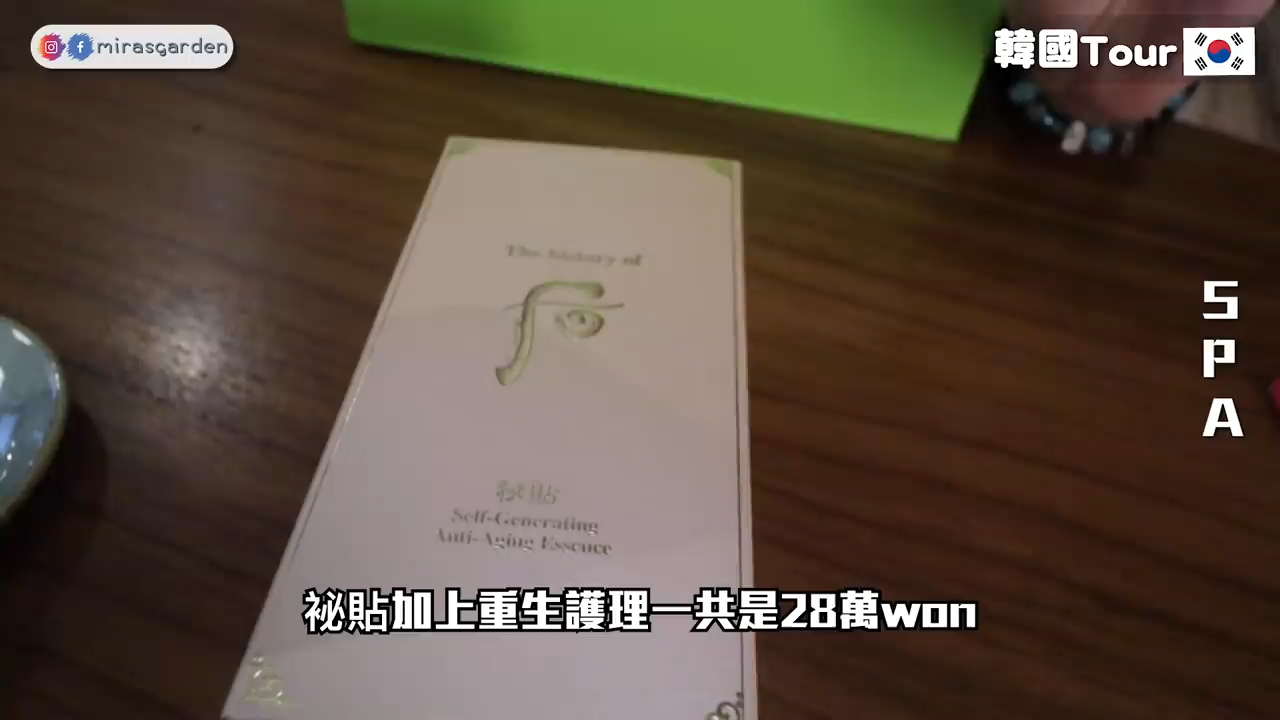 mirasgarden
韓國Tour
The history of
后
秘貼
Self-Generating
Anti-Aging Essence
SPA
祕貼加上重生護理一共是28萬won